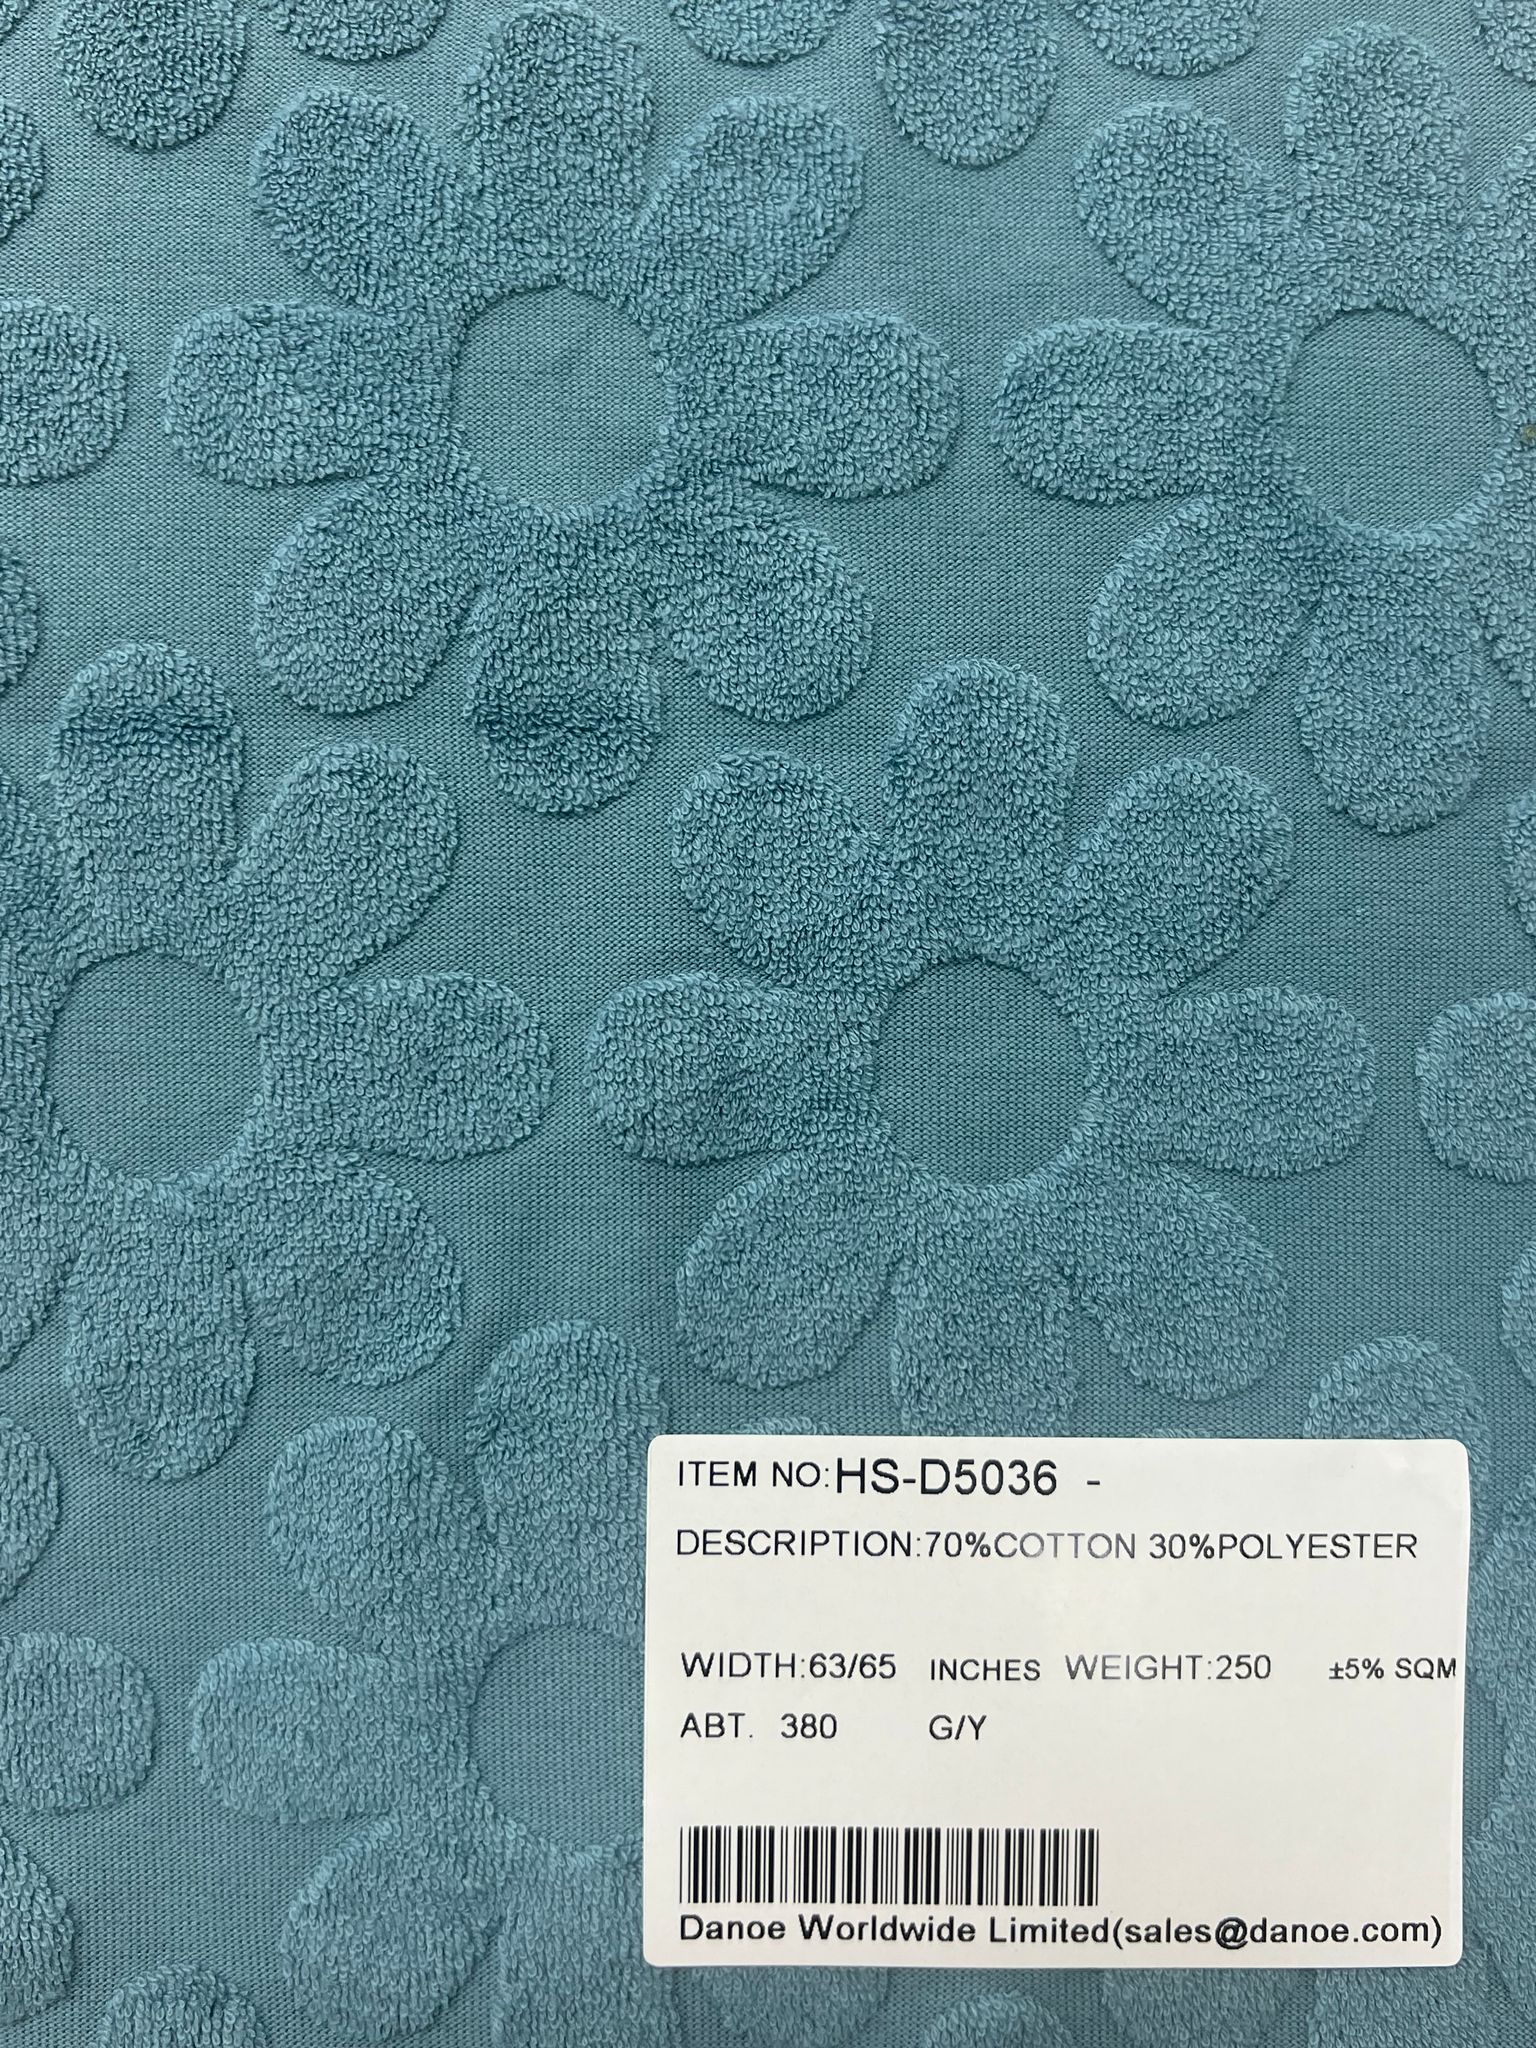 ITEM NO:HS-D5036 -
DESCRIPTION:70%COTTON 30%POLYESTER
WIDTH:63/65 INCHES WEIGHT:250 ±5% SQM
ABT. 380 G/Y
Danoe Worldwide Limited(sales@danoe.com)